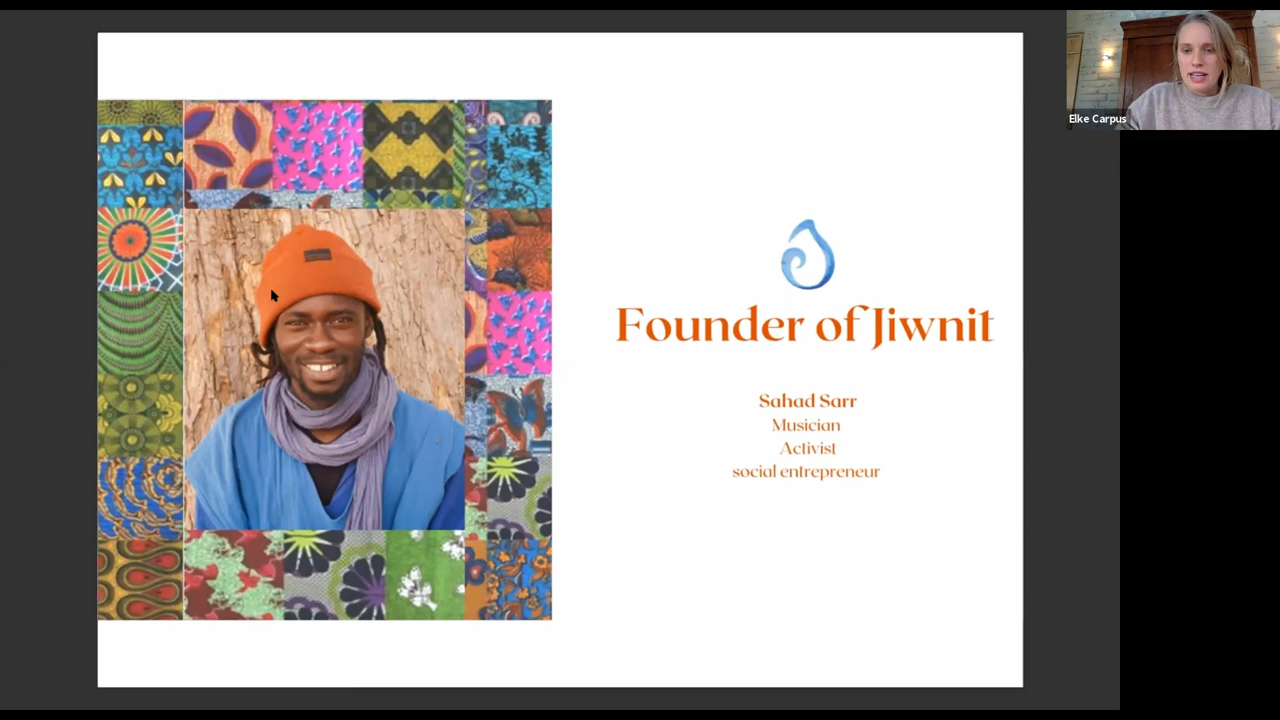 Elke Carpus
Founder of Jiwnit
Sahad Sarr
Musician
Activist
social entrepreneur